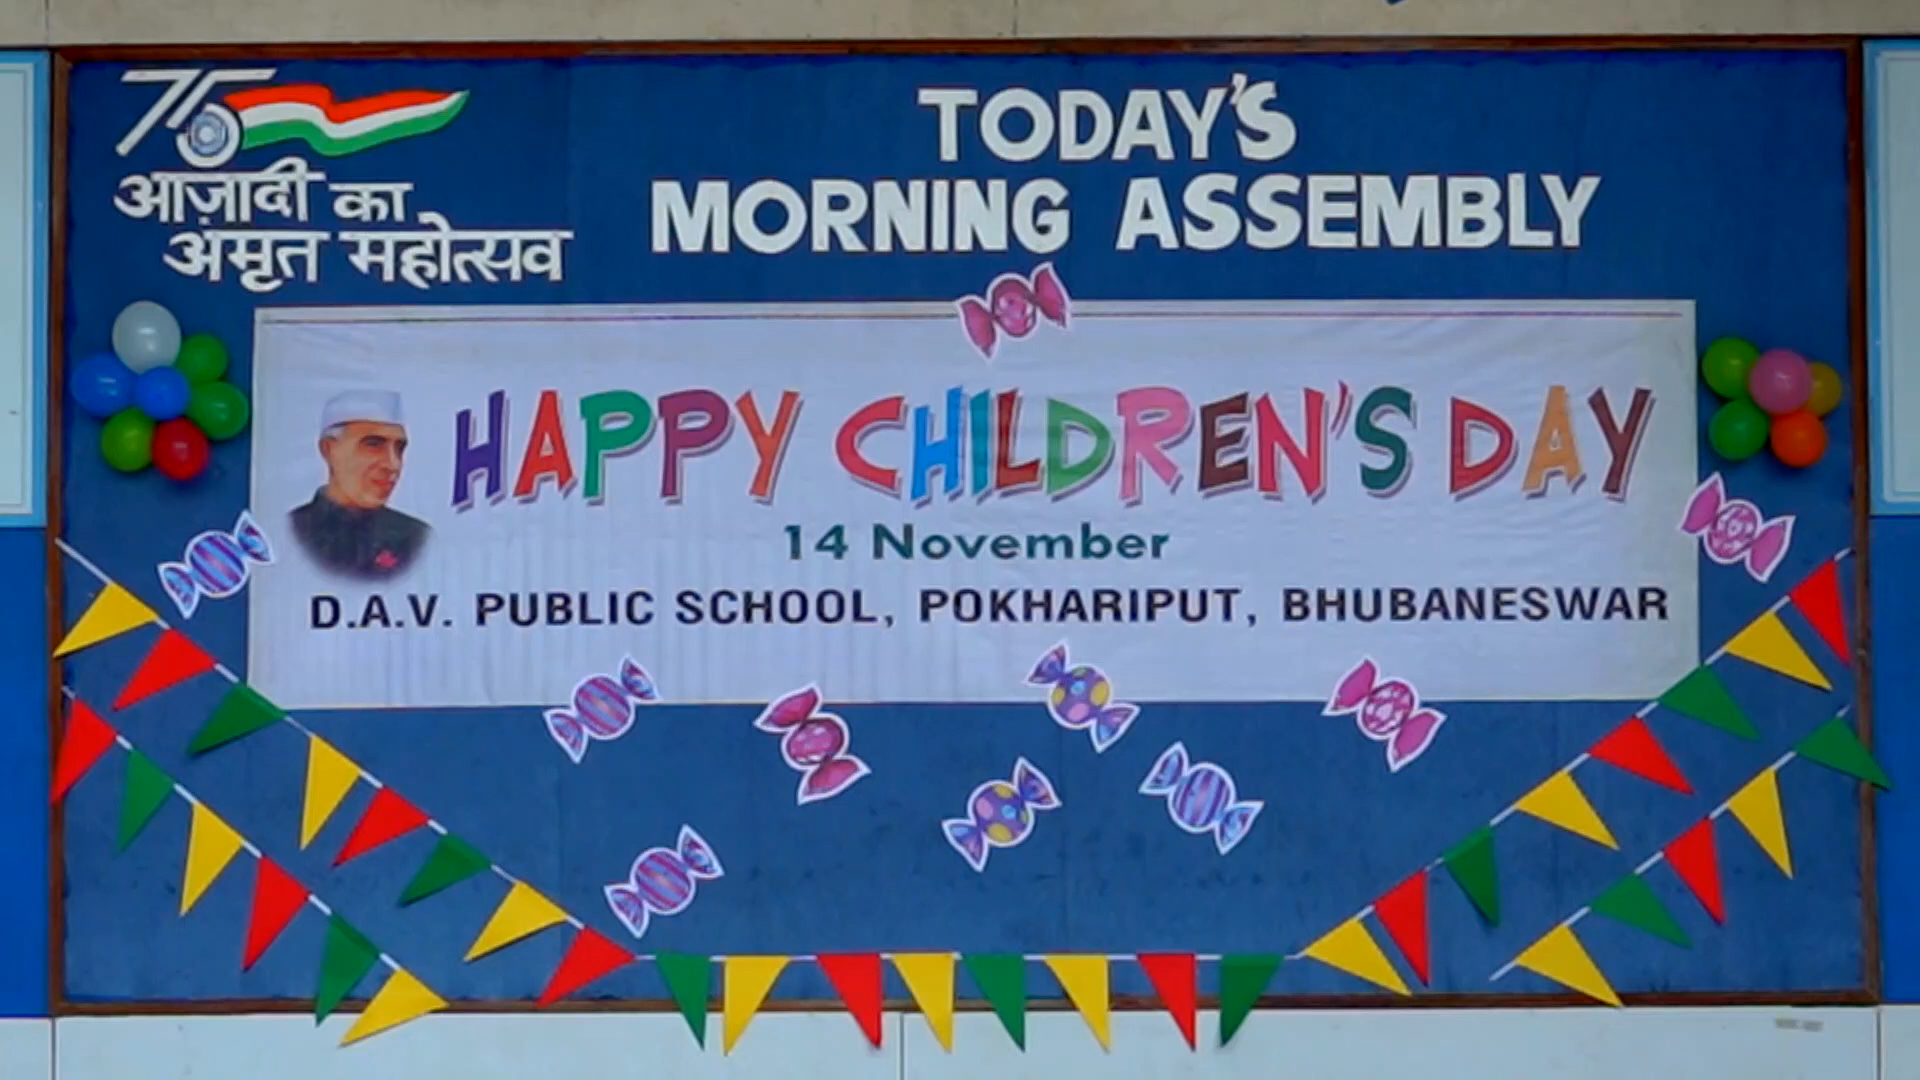 75
आज़ादी का
अमृत महोत्सव
TODAY'S
MORNING ASSEMBLY
HAPPY CHILDREN'S DAY
14 November
D.A.V. PUBLIC SCHOOL, POKHARIPUT, BHUBANESWAR